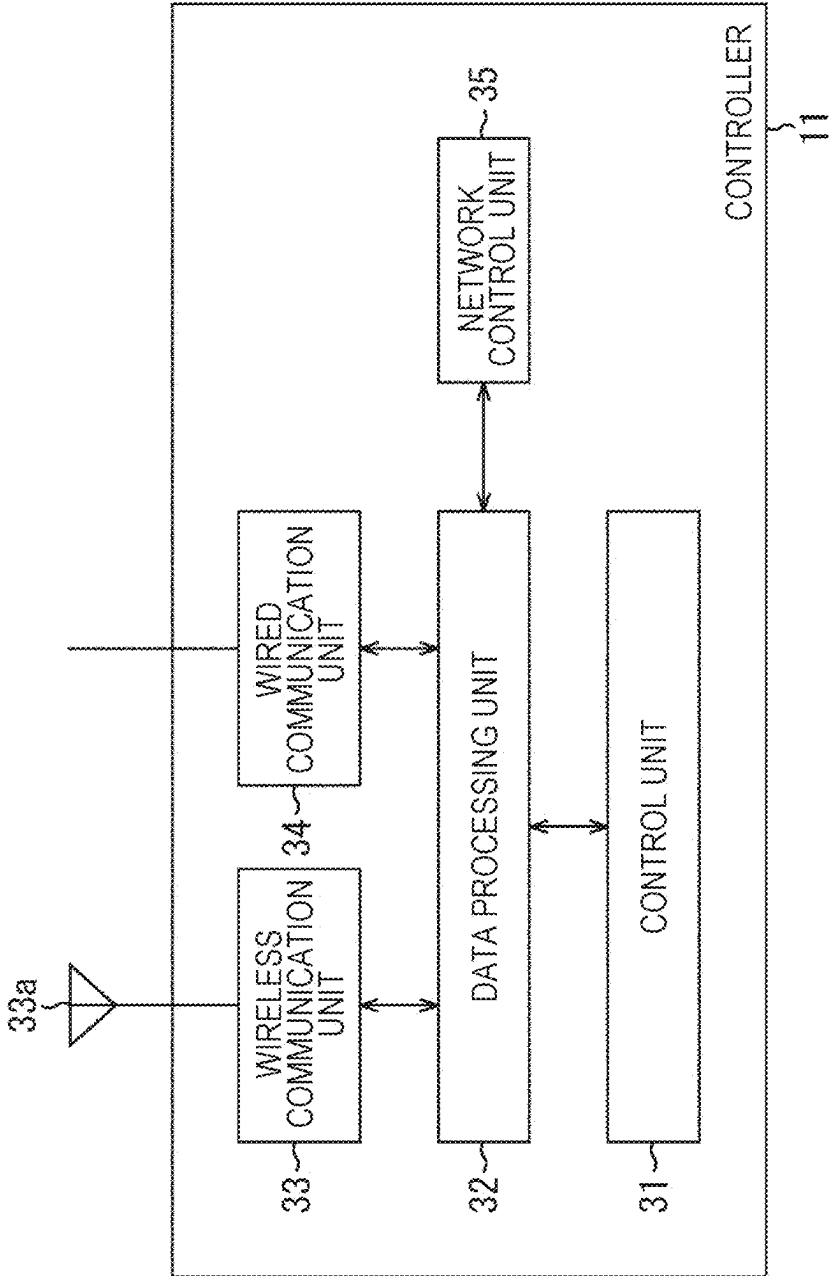 33a
33
WIRELESS
COMMUNICATION
UNIT
34
WIRED
COMMUNICATION
UNIT
32
DATA PROCESSING UNIT
35
NETWORK
CONTROL UNIT
31
CONTROL UNIT
CONTROLLER
11